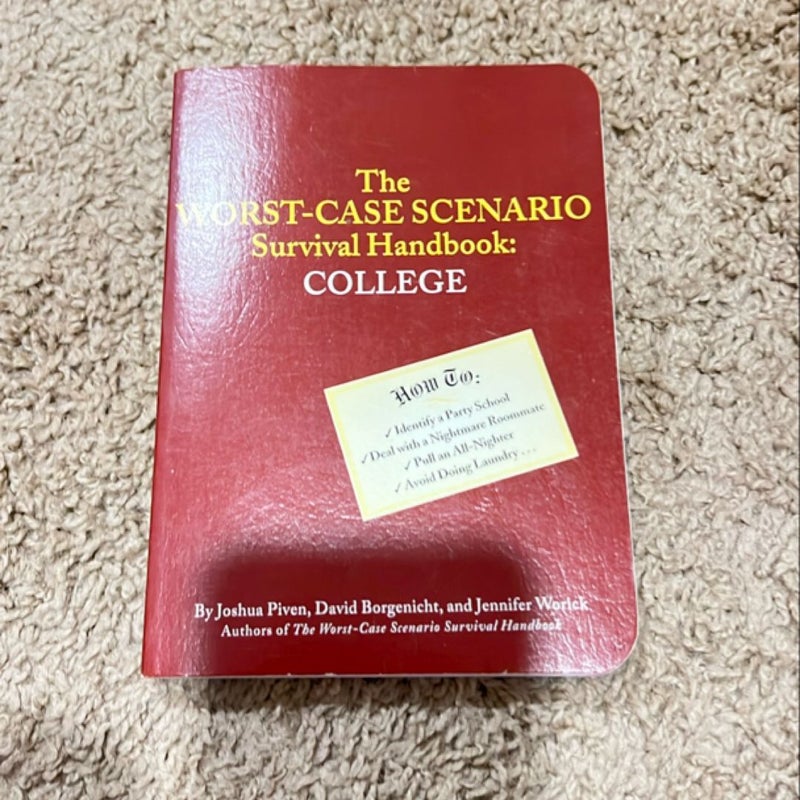 The
WORST-CASE SCENARIO
Survival Handbook:
COLLEGE
How To:
✓ Identify a Party School
✓ Deal with a Nightmare Roommate
✓ Pull an All-Nighter
✓ Avoid Doing Laundry . . .
By Joshua Piven, David Borgenicht, and Jennifer Worick
Authors of The Worst-Case Scenario Survival Handbook